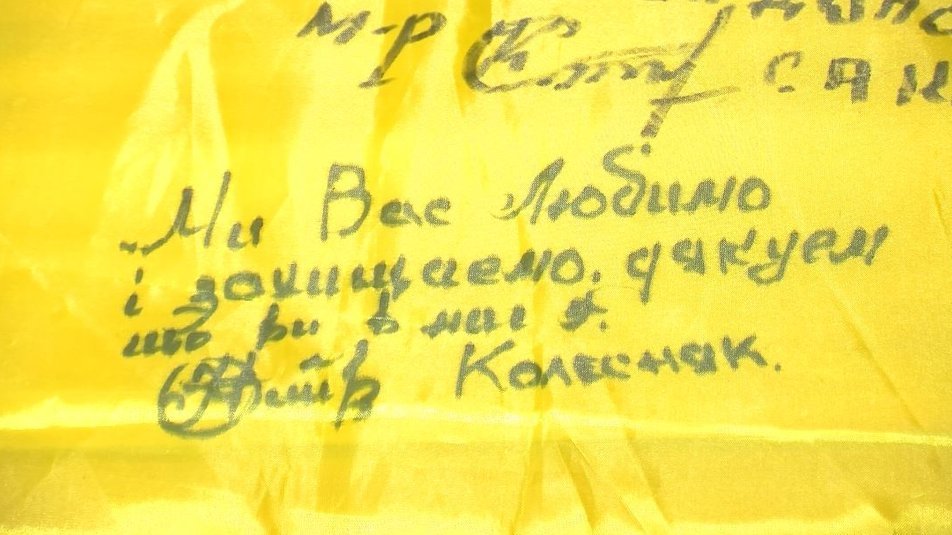 м-р
Ми Вас Любимо
і захищаємо. дякуєм
що ви в нас є.
Колесняк.